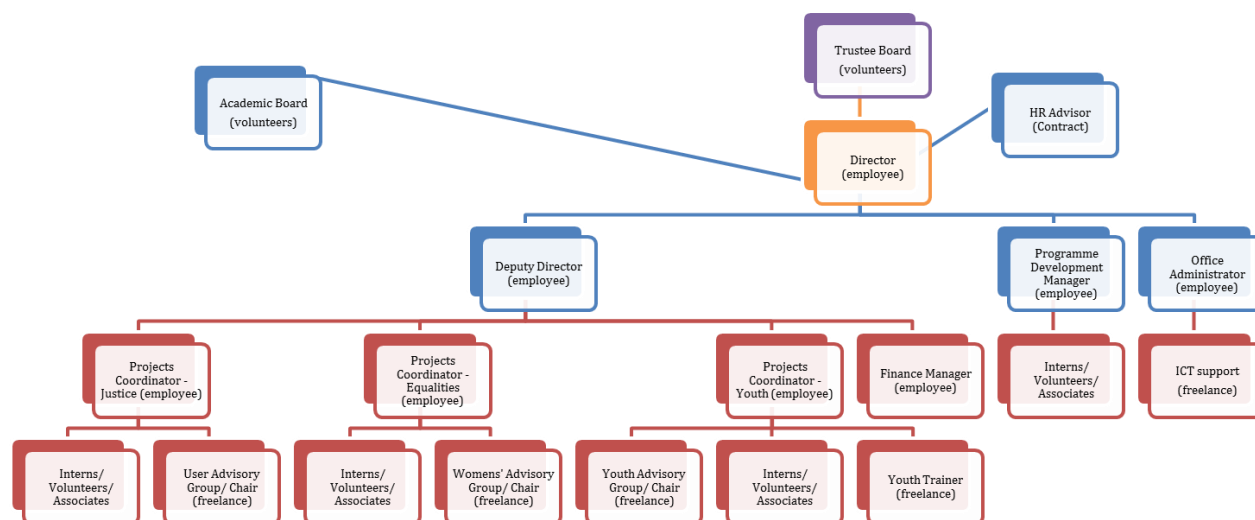 Trustee Board
(volunteers)
Academic Board
(volunteers)
HR Advisor
(Contract)
Director
(employee)
Deputy Director
(employee)
Programme
Development
Manager
(employee)
Office
Administrator
(employee)
Projects
Coordinator -
Justice (employee)
Projects
Coordinator -
Equalities
(employee)
Projects
Coordinator -
Youth (employee)
Finance Manager
(employee)
Interns/
Volunteers/
Associates
ICT support
(freelance)
Interns/
Volunteers/
Associates
User Advisory
Group/ Chair
(freelance)
Interns/
Volunteers/
Associates
Womens' Advisory
Group/ Chair
(freelance)
Youth Advisory
Group/ Chair
(freelance)
Interns/
Volunteers/
Associates
Youth Trainer
(freelance)